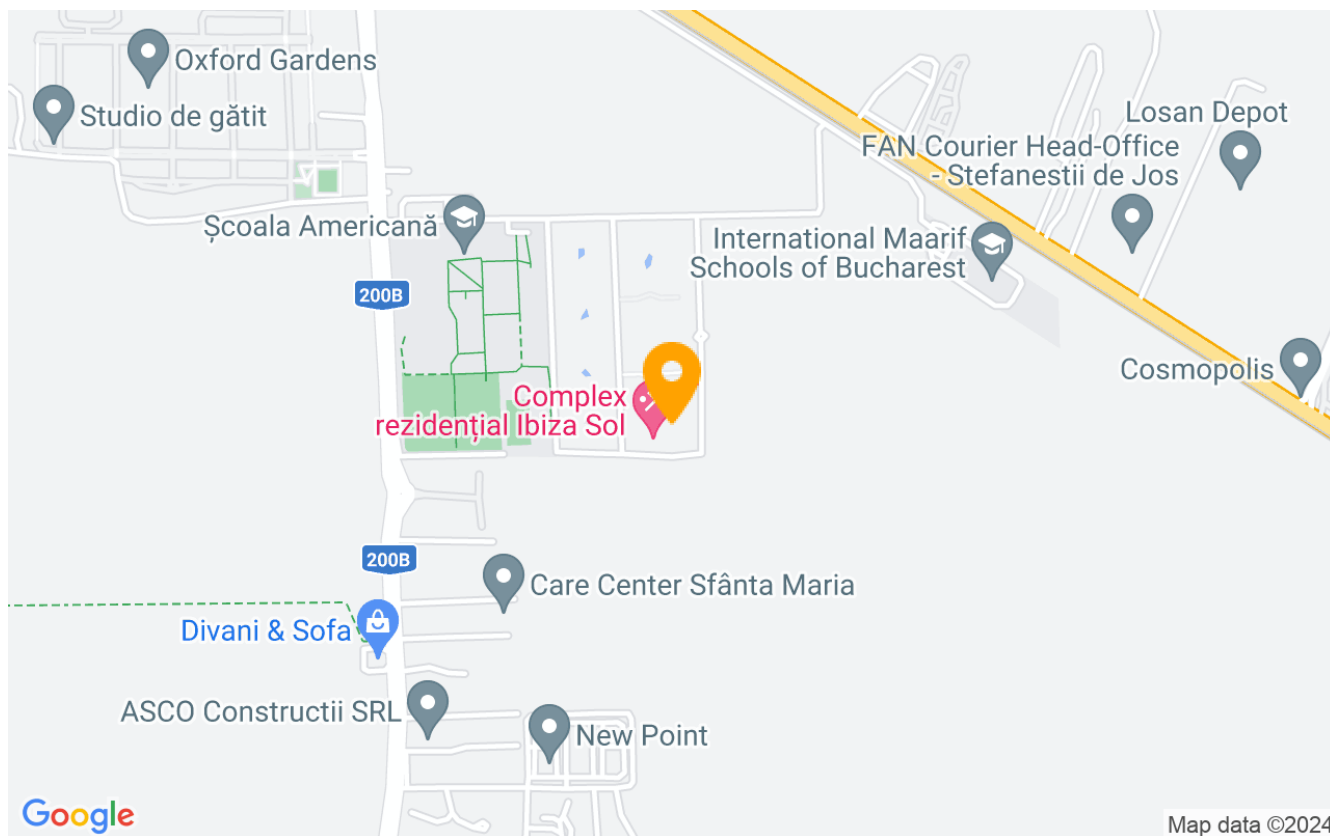 Oxford Gardens
Studio de gătit
Losan Depot
FAN Courier Head-Office
- Stefanestii de Jos
Școala Americană
International Maarif
Schools of Bucharest
200B
Cosmopolis
Complex
rezidențial Ibiza Sol
200B
Care Center Sfânta Maria
Divani & Sofa
ASCO Constructii SRL
New Point
Google
Map data ©2024